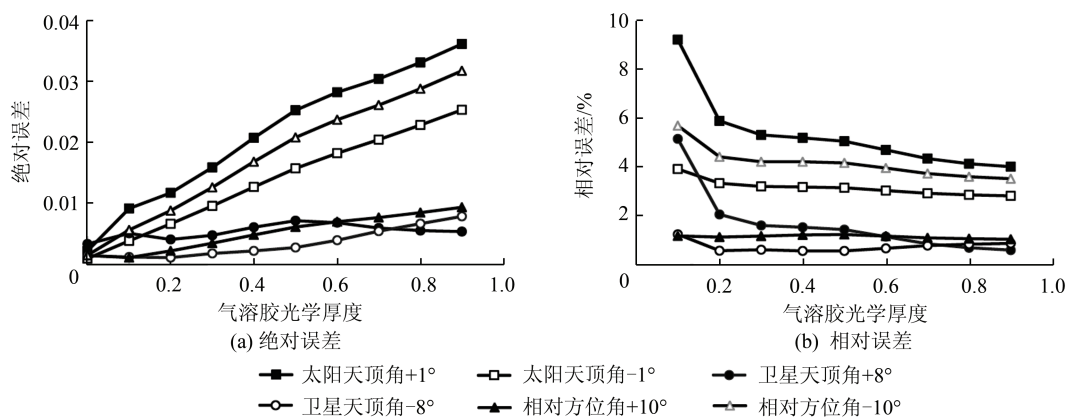 0.04
0.03
0.02
0.01
0
绝对误差
0.2 0.4 0.6 0.8 1.0
气溶胶光学厚度
(a) 绝对误差
10
8
6
4
2
0
相对误差/%
0.2 0.4 0.6 0.8 1.0
气溶胶光学厚度
(b) 相对误差
太阳天顶角+1° 太阳天顶角−1° 卫星天顶角+8°
卫星天顶角−8° 相对方位角+10° 相对方位角−10°